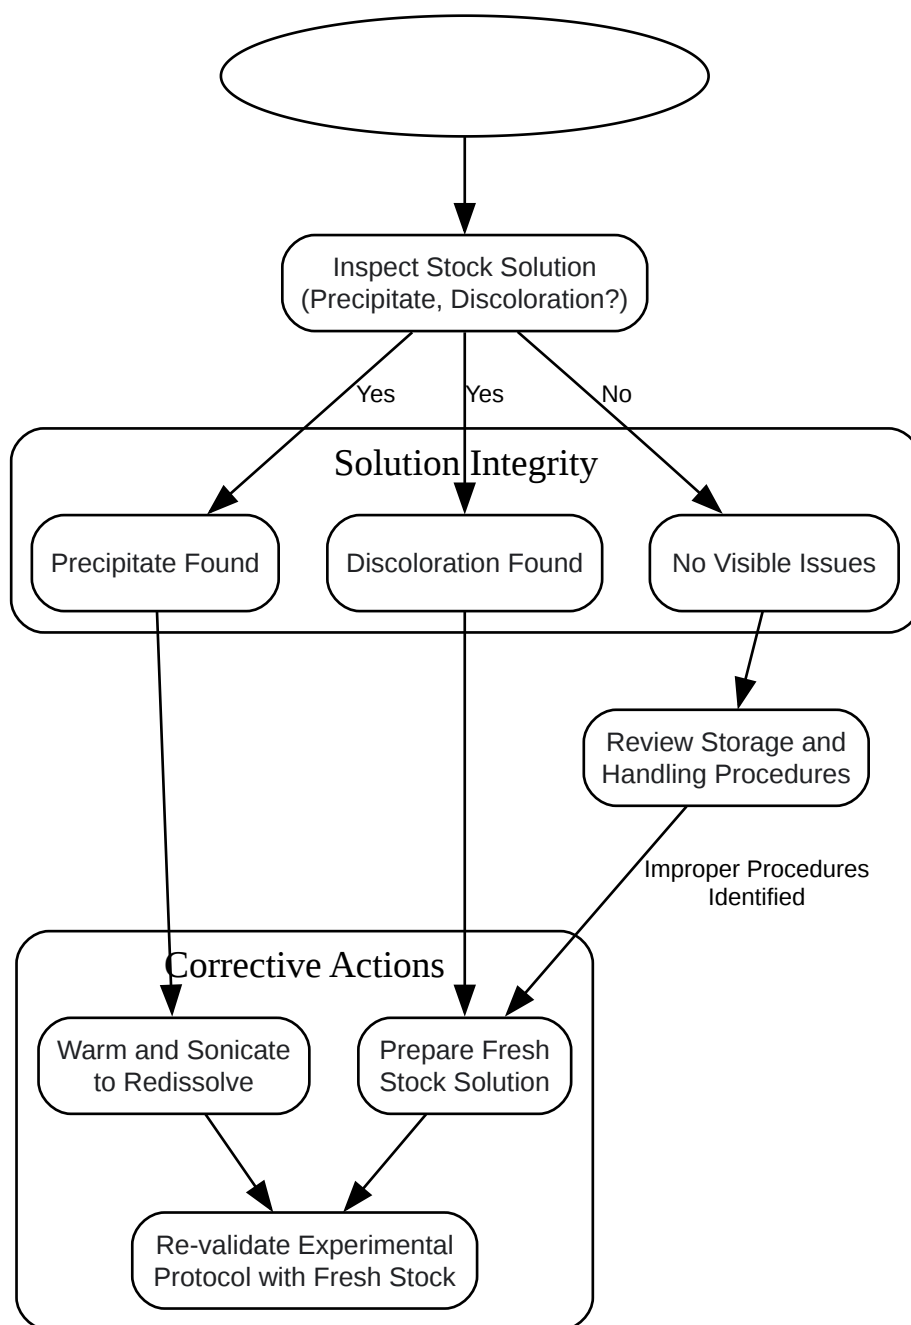 Inspect Stock Solution
(Precipitate, Discoloration?)
Yes
Yes
No
Solution Integrity
Precipitate Found
Discoloration Found
No Visible Issues
Review Storage and
Handling Procedures
Improper Procedures
Identified
Corrective Actions
Warm and Sonicate
to Redissolve
Prepare Fresh
Stock Solution
Re-validate Experimental
Protocol with Fresh Stock